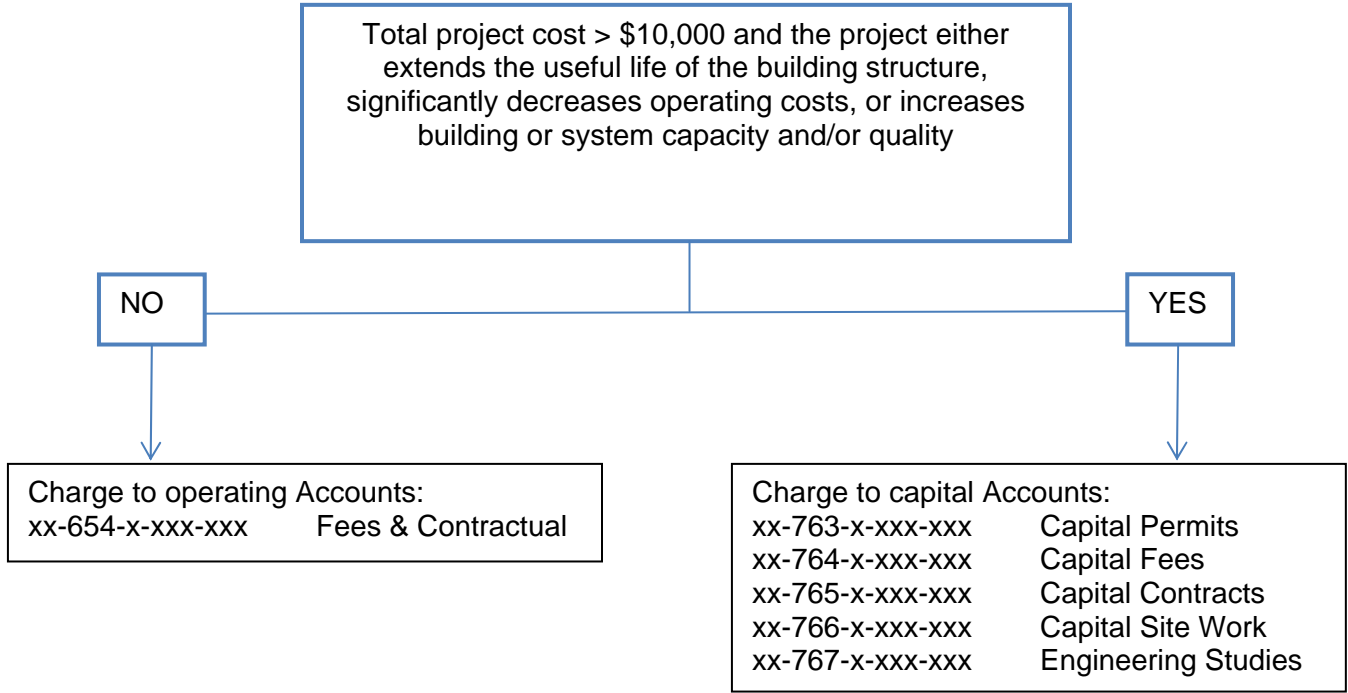 Total project cost > $10,000 and the project either
extends the useful life of the building structure,
significantly decreases operating costs, or increases
building or system capacity and/or quality
NO
YES
Charge to operating Accounts:
xx-654-x-xxx-xxx Fees & Contractual
Charge to capital Accounts:
xx-763-x-xxx-xxx Capital Permits
xx-764-x-xxx-xxx Capital Fees
xx-765-x-xxx-xxx Capital Contracts
xx-766-x-xxx-xxx Capital Site Work
xx-767-x-xxx-xxx Engineering Studies